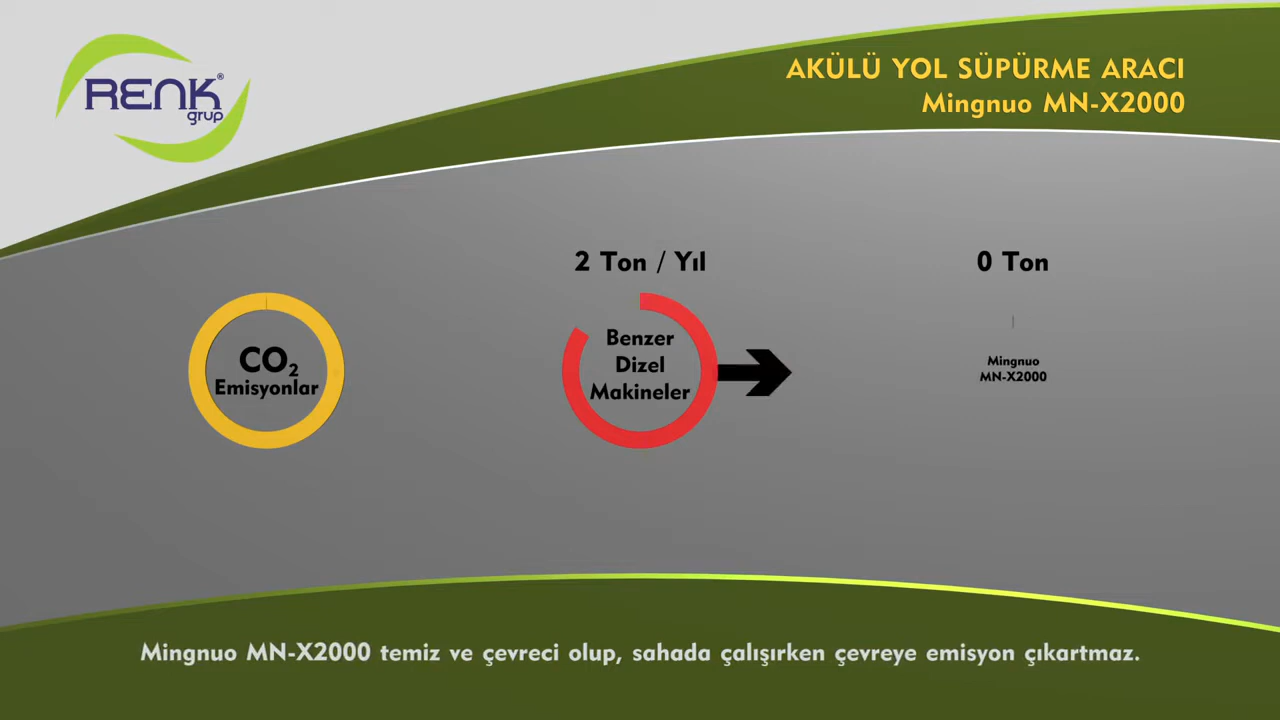 RENK®
grup
AKÜLÜ YOL SÜPÜRME ARACI
Mingnuo MN-X2000
2 Ton / Yıl
0 Ton
CO₂
Emisyonlar
Benzer
Dizel
Makineler
Mingnuo
MN-X2000
Mingnuo MN-X2000 temiz ve çevreci olup, sahada çalışırken çevreye emisyon çıkartmaz.